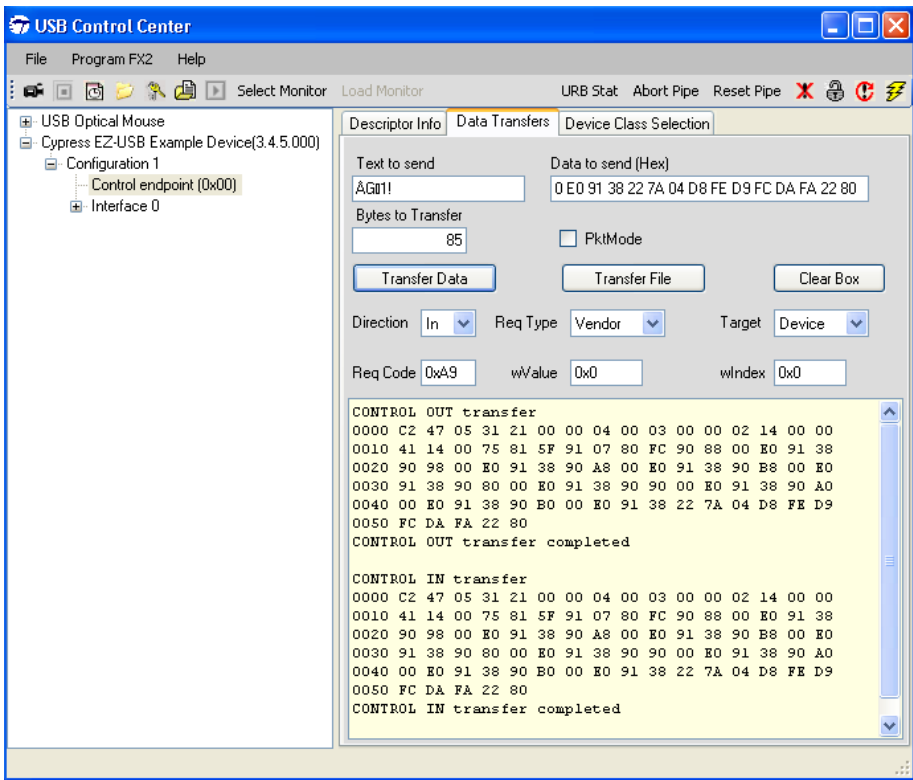 USB Control Center
File Program FX2 Help
Select Monitor Load Monitor URB Stat Abort Pipe Reset Pipe
USB Optical Mouse
Cypress EZ-USB Example Device(3.4.5.000)
Configuration 1
Control endpoint (0x00)
Interface 0
Descriptor Info Data Transfers Device Class Selection
Text to send Data to send (Hex)
0 E0 91 38 22 7A 04 D8 FE D9 FC DA FA 22 80
Bytes to Transfer
85 PktMode
Transfer Data Transfer File Clear Box
Direction In Req Type Vendor Target Device
Req Code 0xA9 wValue 0x0 wIndex 0x0
CONTROL OUT transfer
0000 C2 47 05 31 21 00 00 04 00 03 00 00 02 14 00 00
0010 41 14 00 75 81 5F 91 07 80 FC 90 88 00 E0 91 38
0020 90 98 00 E0 91 38 90 A8 00 E0 91 38 90 B8 00 E0
0030 91 38 90 80 00 E0 91 38 90 90 00 E0 91 38 90 A0
0040 00 E0 91 38 90 B0 00 E0 91 38 22 7A 04 D8 FE D9
0050 FC DA FA 22 80
CONTROL OUT transfer completed
CONTROL IN transfer
0000 C2 47 05 31 21 00 00 04 00 03 00 00 02 14 00 00
0010 41 14 00 75 81 5F 91 07 80 FC 90 88 00 E0 91 38
0020 90 98 00 E0 91 38 90 A8 00 E0 91 38 90 B8 00 E0
0030 91 38 90 80 00 E0 91 38 90 90 00 E0 91 38 90 A0
0040 00 E0 91 38 90 B0 00 E0 91 38 22 7A 04 D8 FE D9
0050 FC DA FA 22 80
CONTROL IN transfer completed